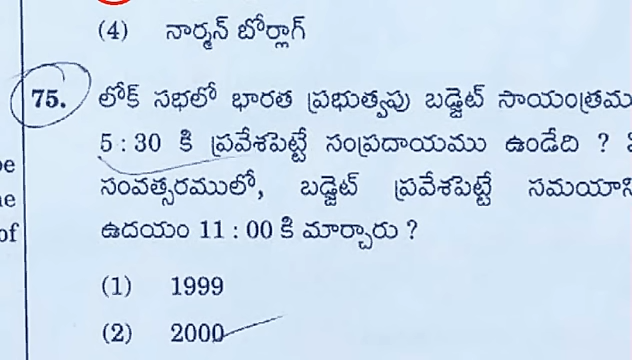 (4) నార్మన్ బోర్లాగ్
75. లోక్ సభలో భారత ప్రభుత్వపు బడ్జెట్ సాయంత్రము
5 : 30 కి ప్రవేశపెట్టే సంప్రదాయము ఉండేది ?
సంవత్సరములో, బడ్జెట్ ప్రవేశపెట్టే సమయాని
ఉదయం 11 : 00 కి మార్చారు ?
(1) 1999
(2) 2000
of